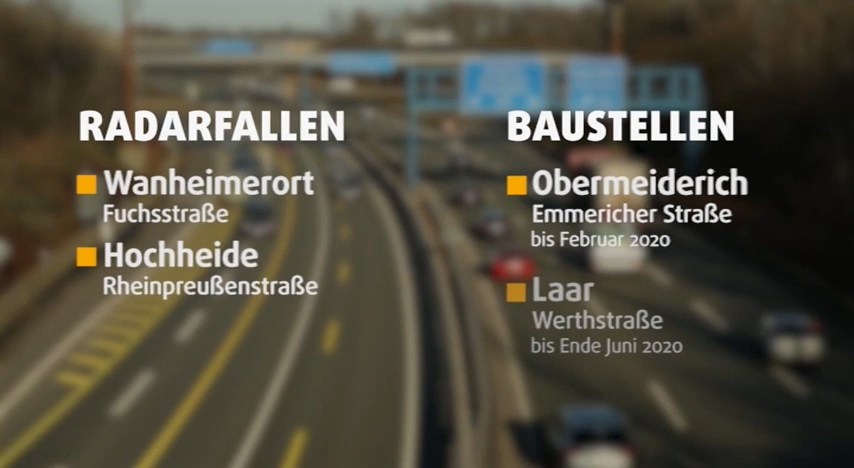 RADARFALLEN
Wanheimerort
Fuchsstraße
Hochheide
Rheinpreußenstraße
BAUSTELLEN
Obermeiderich
Emmericher Straße
bis Februar 2020
Laar
Werthstraße
bis Ende Juni 2020